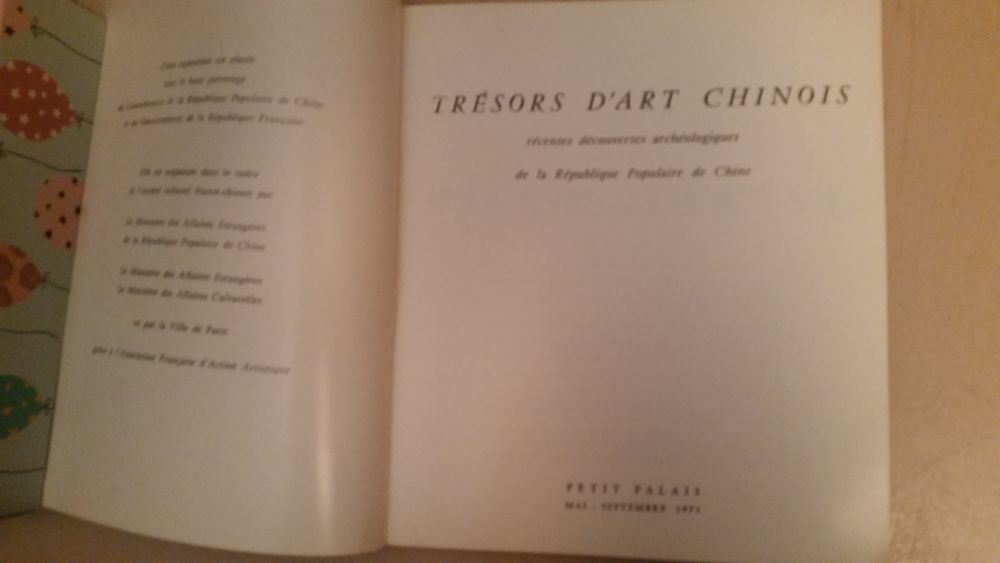 Cette exposition est placée
sous le haut patronage
du Gouvernement de la République Populaire de Chine
et du Gouvernement de la République Française.
Elle est organisée dans le cadre
de l'accord culturel franco-chinois par
le Ministère des Affaires Étrangères
de la République Populaire de Chine
le Ministère des Affaires Étrangères
le Ministère des Affaires Culturelles
et par la Ville de Paris
grâce à l'Association Française d'Action Artistique
TRÉSORS D'ART CHINOIS
récentes découvertes archéologiques
de la République Populaire de Chine
PETIT PALAIS
MAI - SEPTEMBRE 1973